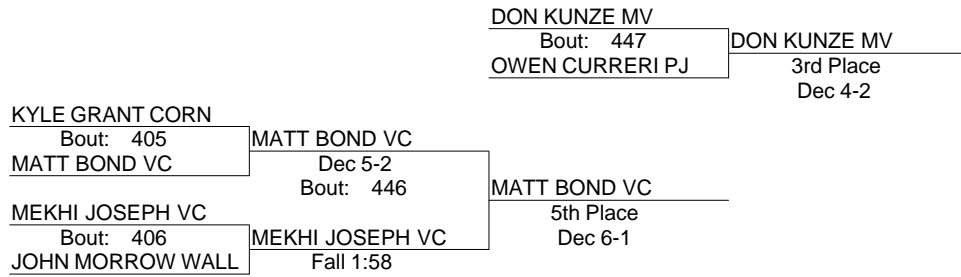 DON KUNZE MV
Bout: 447
DON KUNZE MV
OWEN CURRERI PJ
3rd Place
Dec 4-2
KYLE GRANT CORN
Bout: 405
MATT BOND VC
MATT BOND VC
Dec 5-2
Bout: 446
MATT BOND VC
MEKHI JOSEPH VC
5th Place
Bout: 406
MEKHI JOSEPH VC
Dec 6-1
JOHN MORROW WALL
Fall 1:58